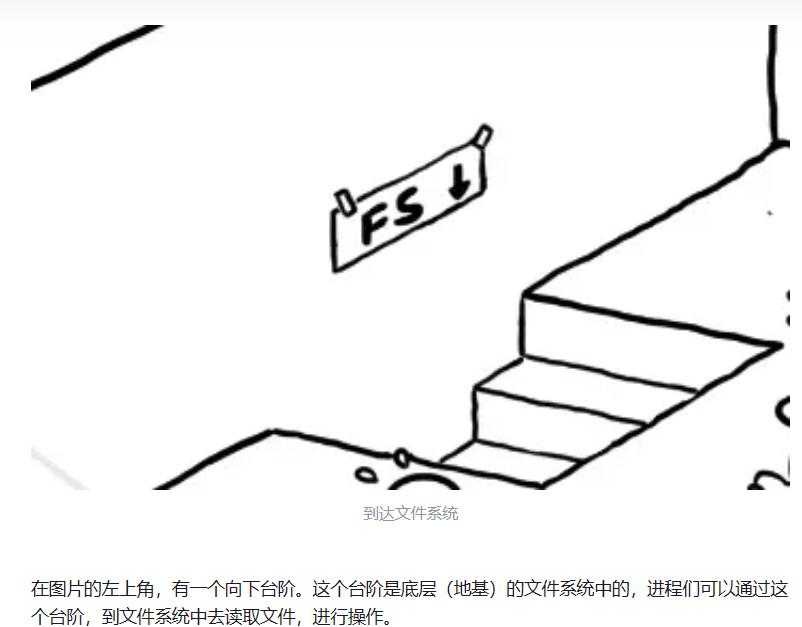 FS ↓
到达文件系统
在图片的左上角，有一个向下台阶。这个台阶是底层（地基）的文件系统中的，进程们可以通过这
个台阶，到文件系统中去读取文件，进行操作。